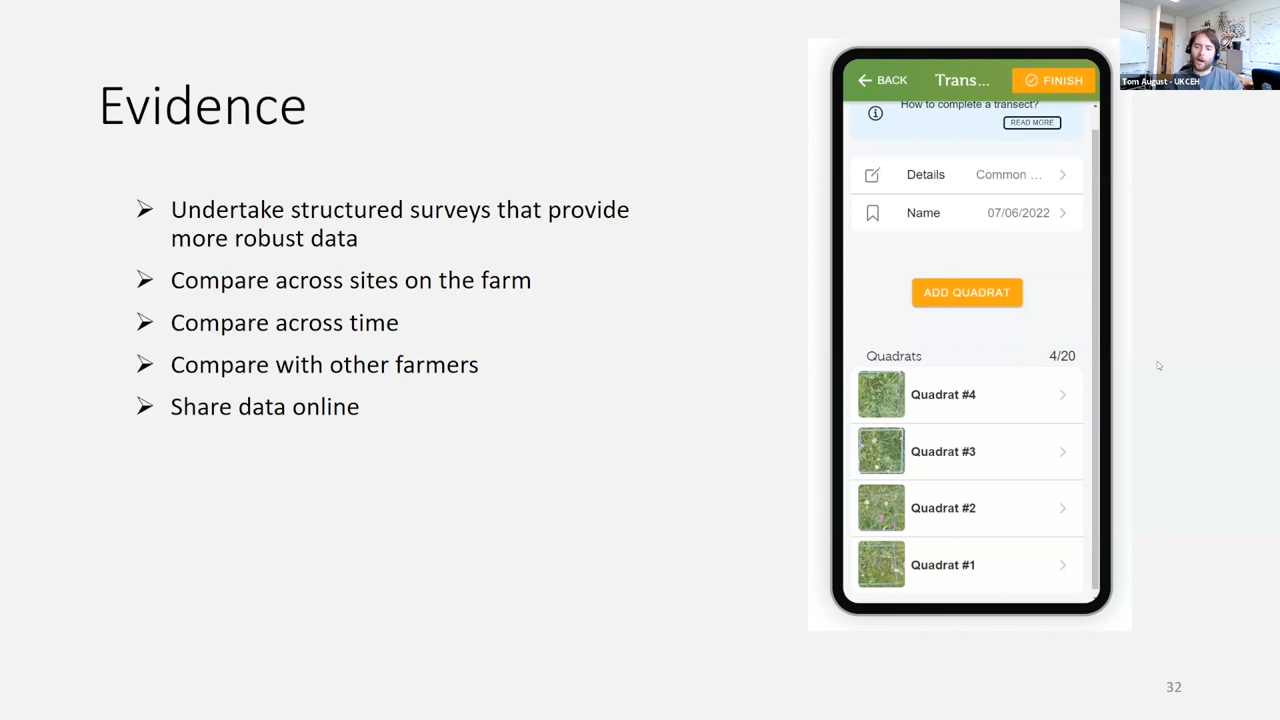 Evidence
Undertake structured surveys that provide
more robust data
Compare across sites on the farm
Compare across time
Compare with other farmers
Share data online
BACK
Trans...
FINISH
How to complete a transect?
READ MORE
Details
Common ...
Name
07/06/2022
ADD QUADRAT
Quadrats
4/20
Quadrat #4
Quadrat #3
Quadrat #2
Quadrat #1
Tom August - UKCEH
32